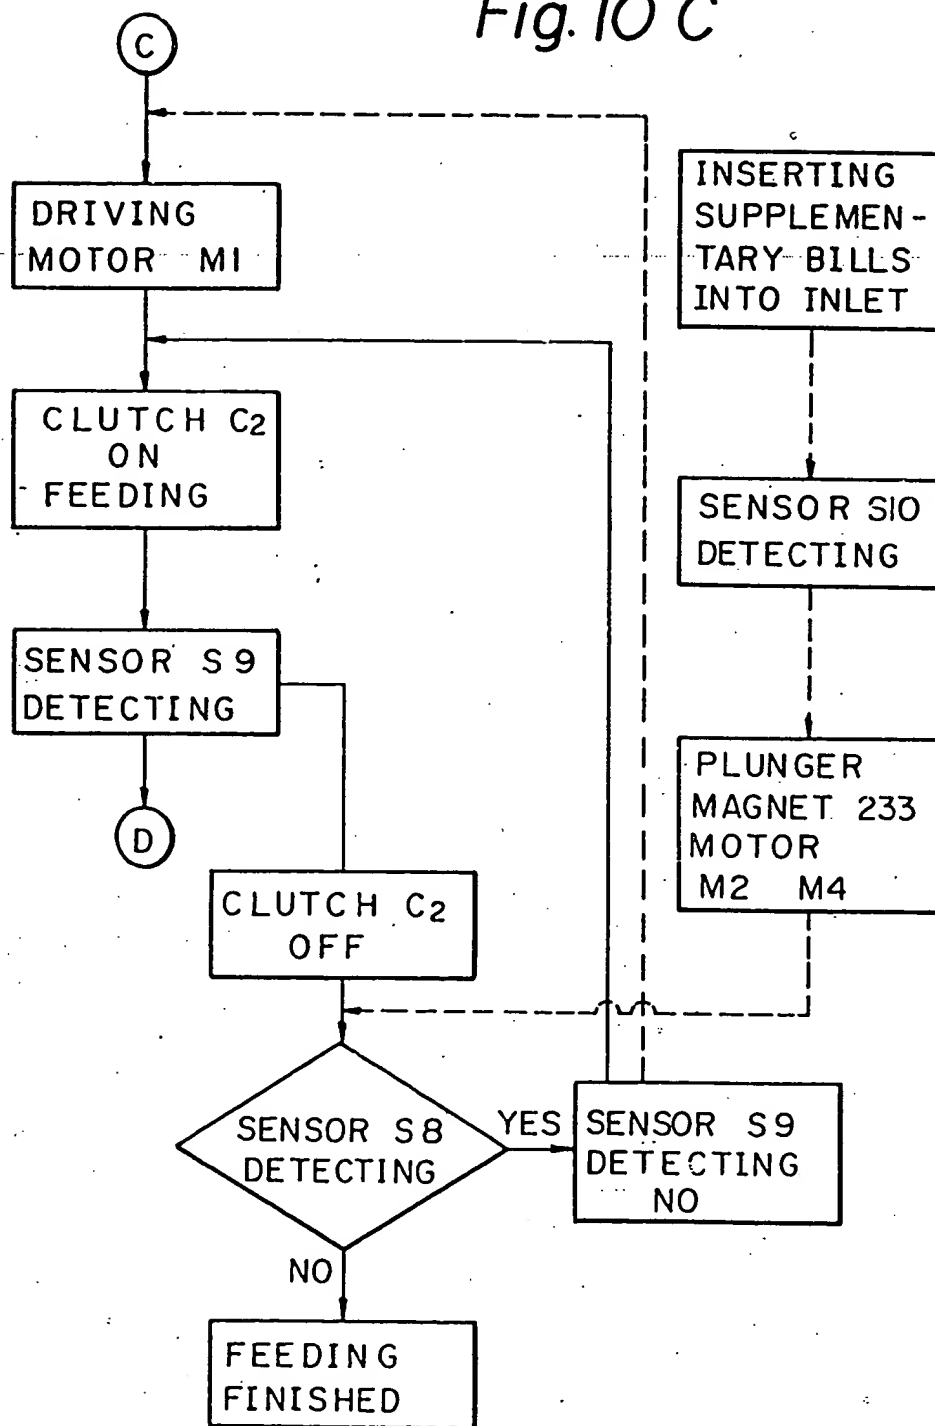 Fig. 10 C
C
DRIVING
MOTOR M1
CLUTCH C2
ON
FEEDING
SENSOR S9
DETECTING
D
CLUTCH C2
OFF
SENSOR S8
DETECTING
YES
SENSOR S9
DETECTING
NO
NO
FEEDING
FINISHED
INSERTING
SUPPLEMEN-
TARY BILLS
INTO INLET
SENSOR S10
DETECTING
PLUNGER
MAGNET 233
MOTOR
M2 M4